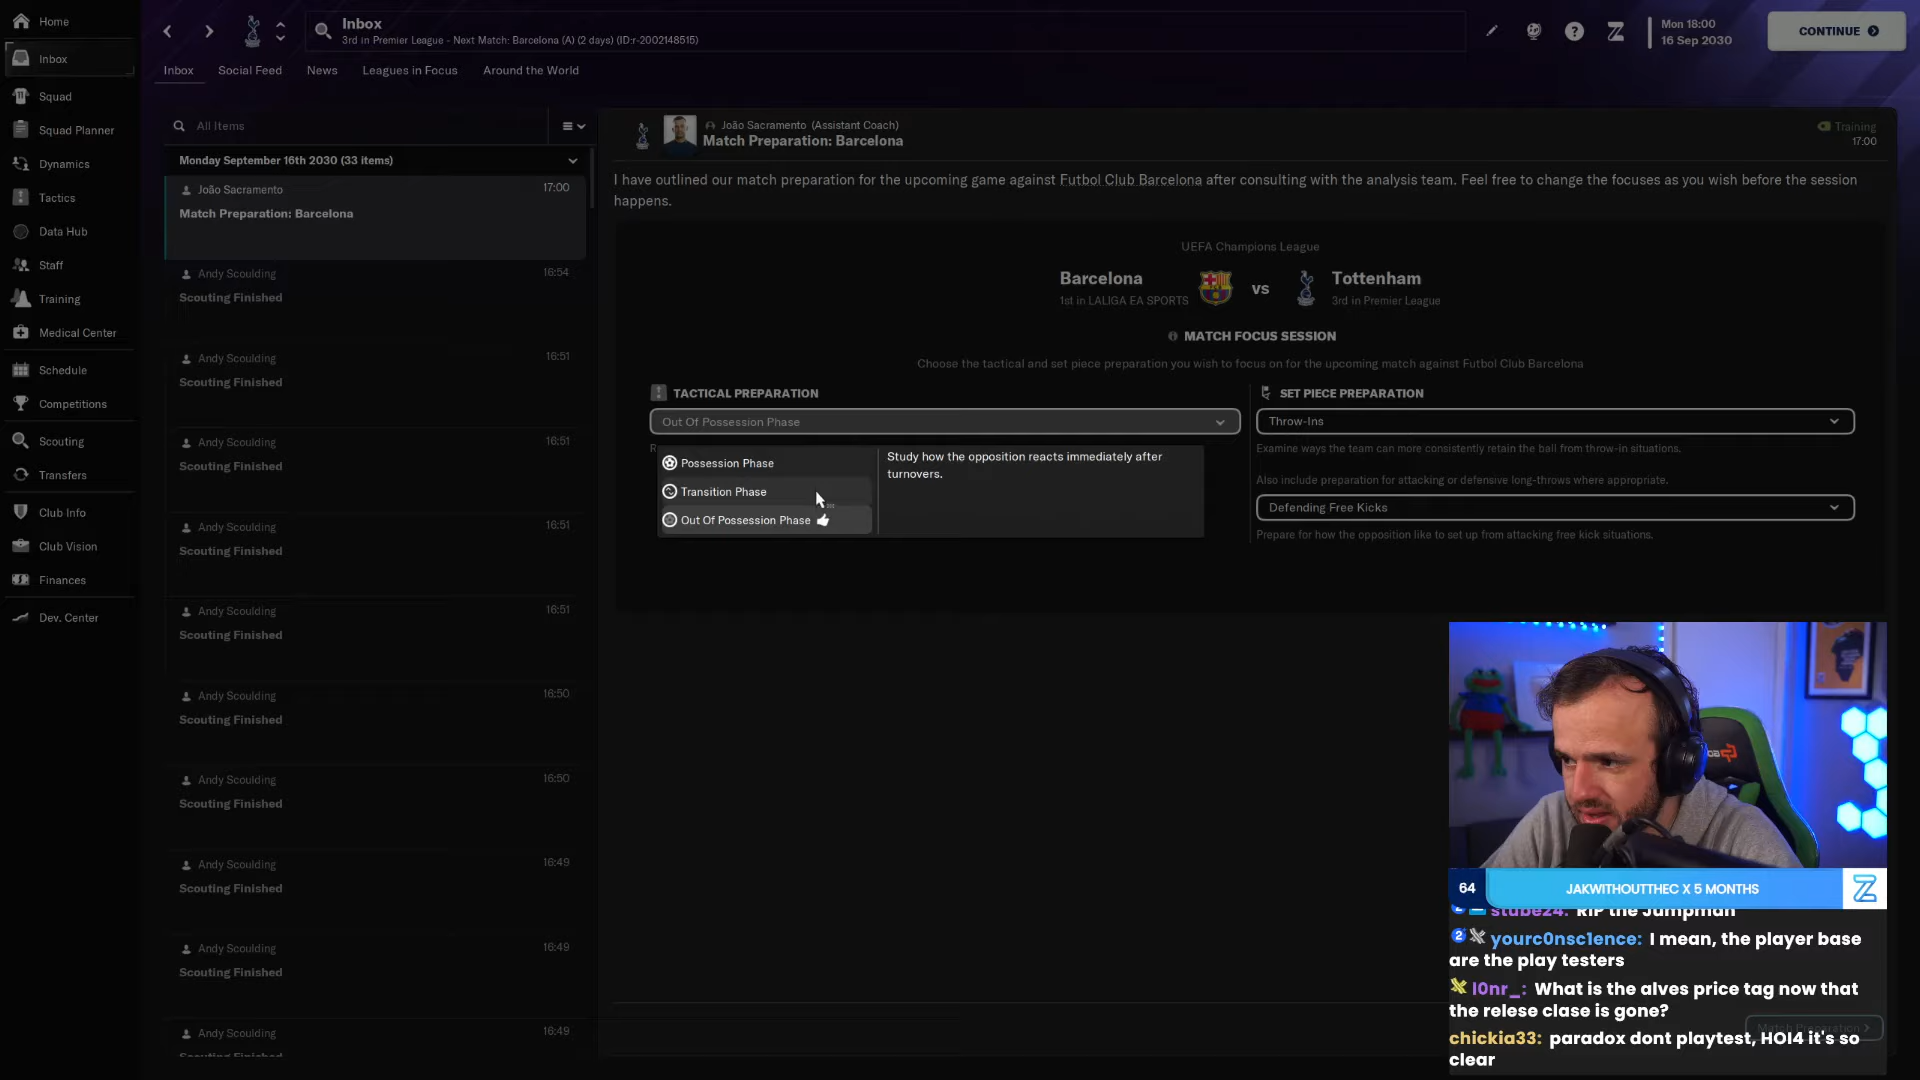 Home
Inbox
Squad
Squad Planner
Dynamics
Tactics
Data Hub
Staff
Training
Medical Center
Schedule
Competitions
Scouting
Transfers
Club Info
Club Vision
Finances
Dev. Center
Inbox
3rd in Premier League - Next Match: Barcelona (A) (2 days) (ID:r-2002148515)
Mon 18:00
16 Sep 2030
CONTINUE
Inbox
Social Feed
News
Leagues in Focus
Around the World
All Items
Monday September 16th 2030 (33 items)
João Sacramento 17:00
Match Preparation: Barcelona
Andy Scoulding 16:54
Scouting Finished
Andy Scoulding 16:51
Scouting Finished
Andy Scoulding 16:51
Scouting Finished
Andy Scoulding 16:51
Scouting Finished
Andy Scoulding 16:51
Scouting Finished
Andy Scoulding 16:50
Scouting Finished
Andy Scoulding 16:50
Scouting Finished
Andy Scoulding 16:49
Scouting Finished
Andy Scoulding 16:49
Scouting Finished
Andy Scoulding 16:49
Scouting Finished
João Sacramento (Assistant Coach)
Match Preparation: Barcelona
Training
17:00
I have outlined our match preparation for the upcoming game against Futbol Club Barcelona after consulting with the analysis team. Feel free to change the focuses as you wish before the session
happens.
UEFA Champions League
Barcelona
1st in LALIGA EA SPORTS
VS
Tottenham
3rd in Premier League
MATCH FOCUS SESSION
Choose the tactical and set piece preparation you wish to focus on for the upcoming match against Futbol Club Barcelona
TACTICAL PREPARATION
Out Of Possession Phase
Possession Phase
Transition Phase
Out Of Possession Phase
Study how the opposition reacts immediately after
turnovers.
SET PIECE PREPARATION
Throw-Ins
Examine ways the team can more consistently retain the ball from throw-in situations.
Also include preparation for attacking or defensive long-throws where appropriate.
Defending Free Kicks
Prepare for how the opposition like to set up from attacking free kick situations.
64 JAKWITHOUTTHEC X 5 MONTHS
stube24: RIP the Jumpman
yourc0nsc1ence: I mean, the player base
are the play testers
l0nr_: What is the alves price tag now that
the relese clase is gone?
Match Preparation
chickia33: paradox dont playtest, HOI4 it's so
clear